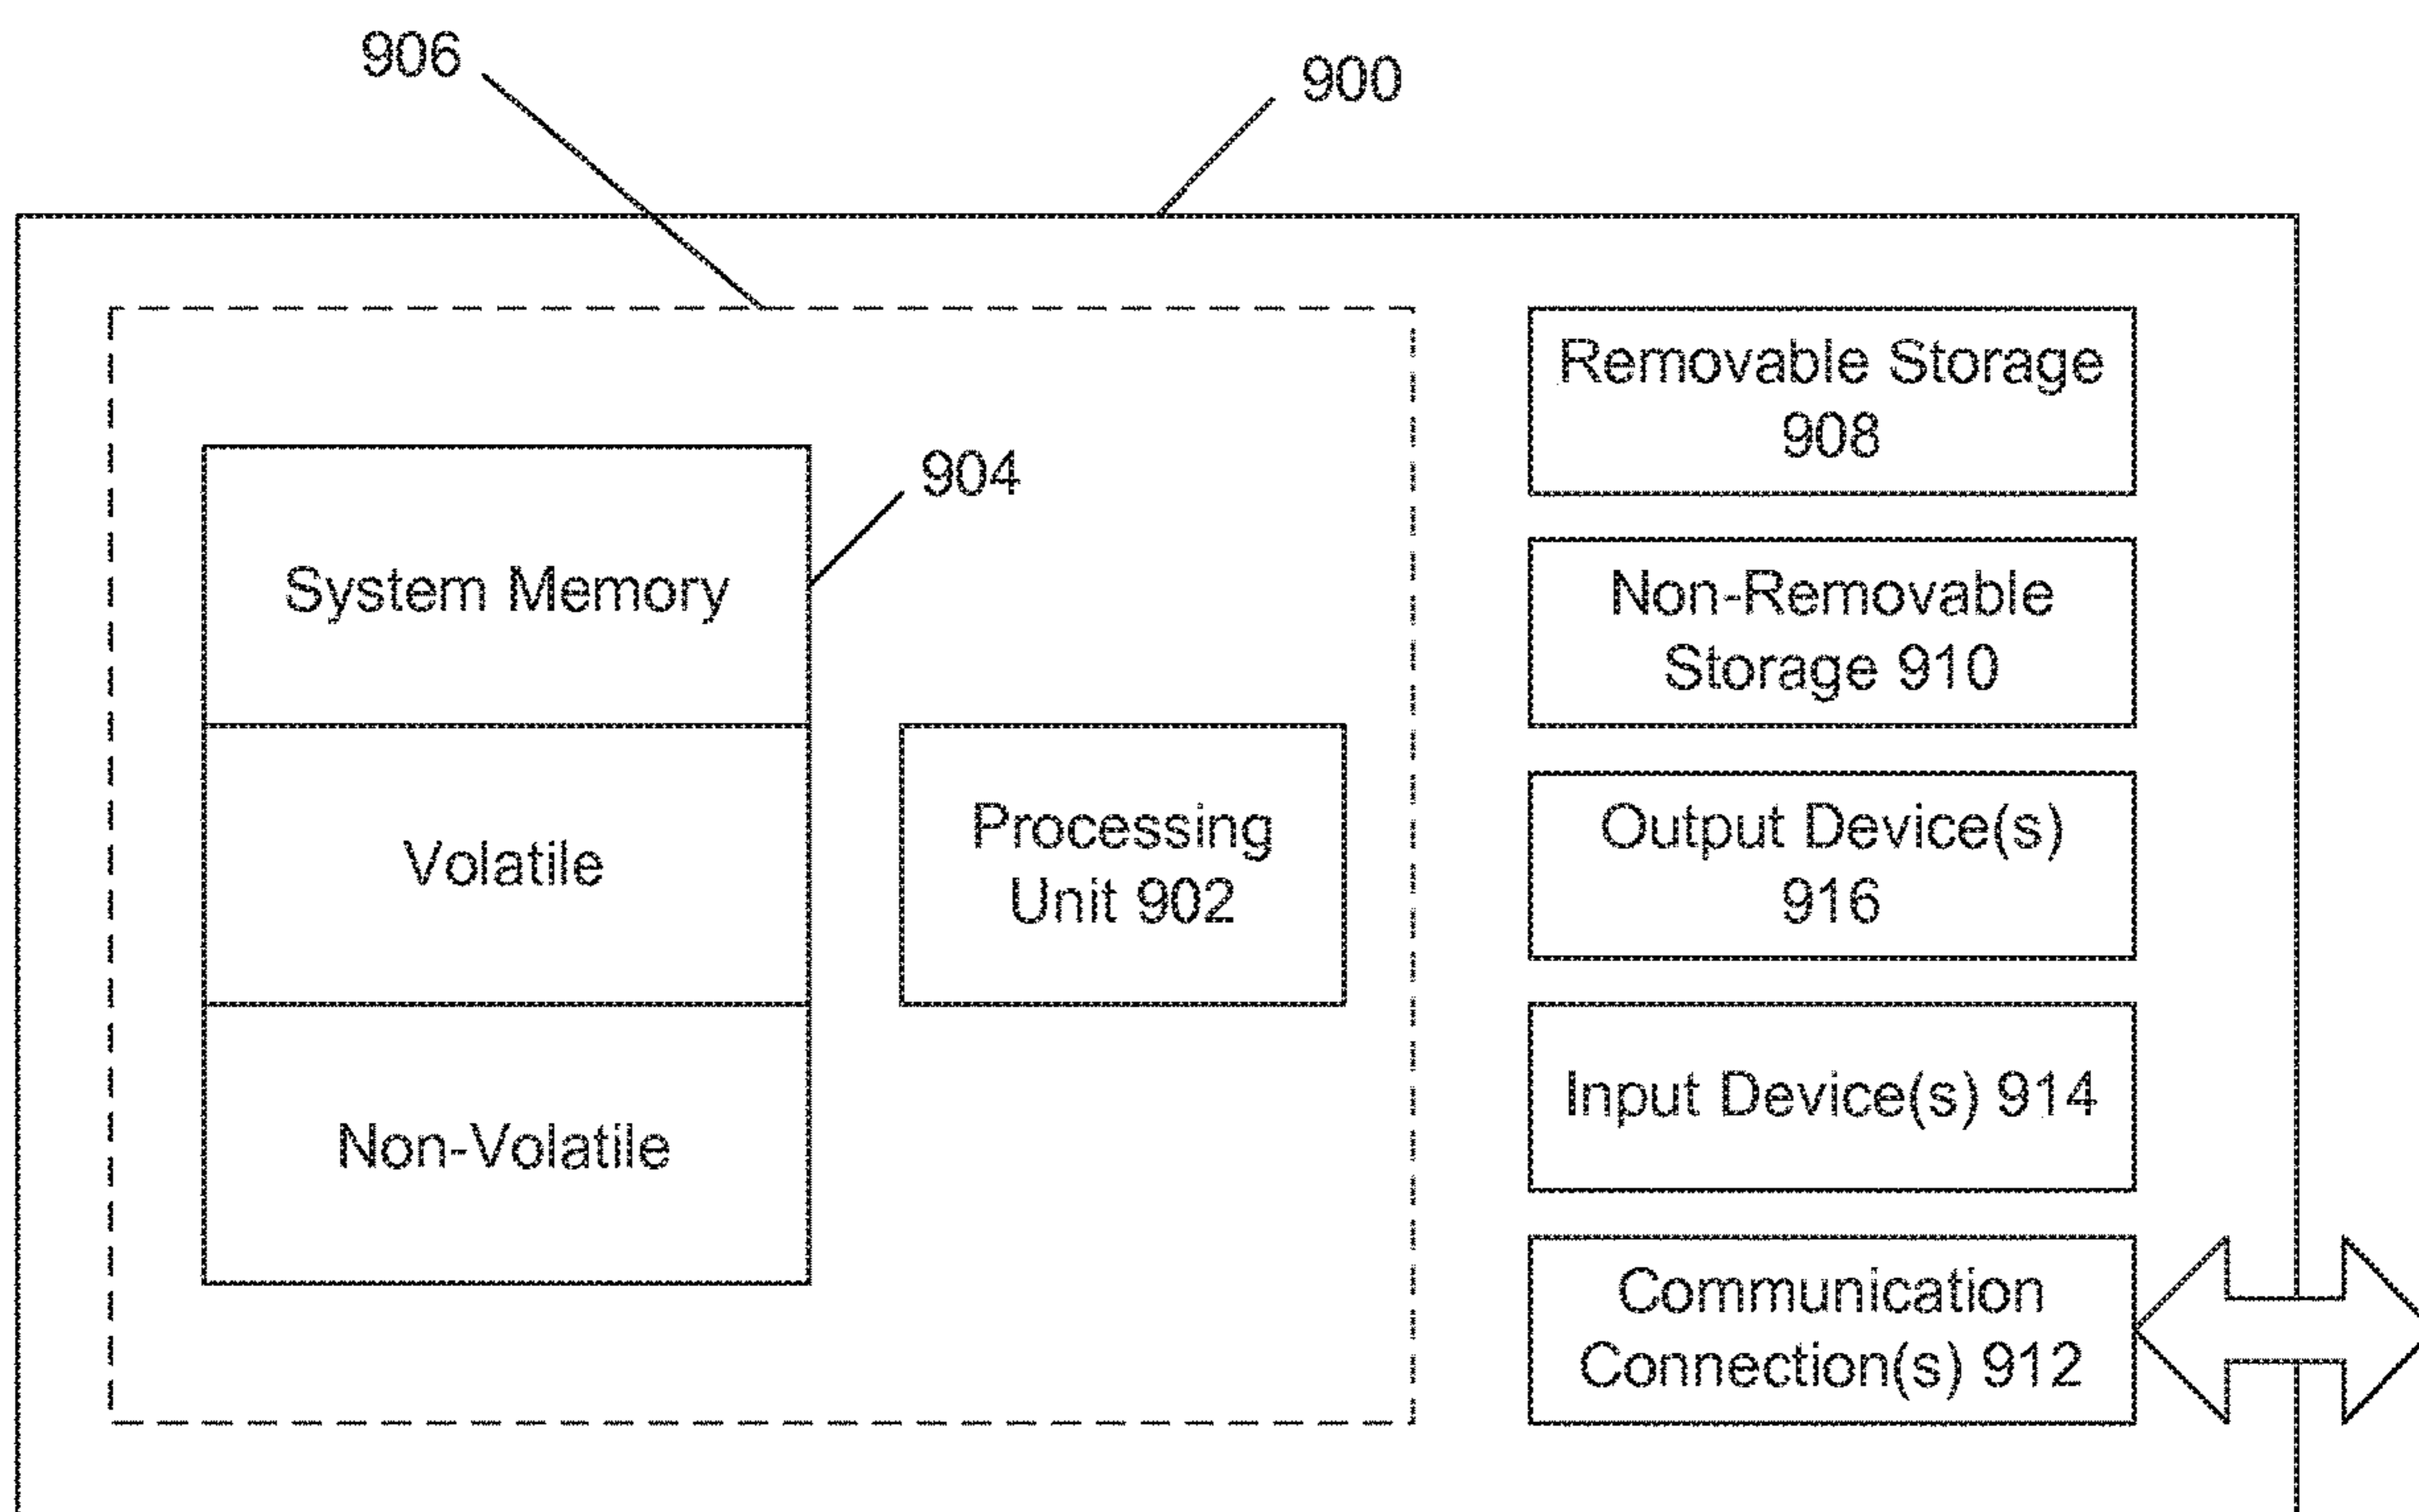 906
900
904
System Memory
Volatile
Non-Volatile
Processing
Unit 902
Removable Storage
908
Non-Removable
Storage 910
Output Device(s)
916
Input Device(s) 914
Communication
Connection(s) 912